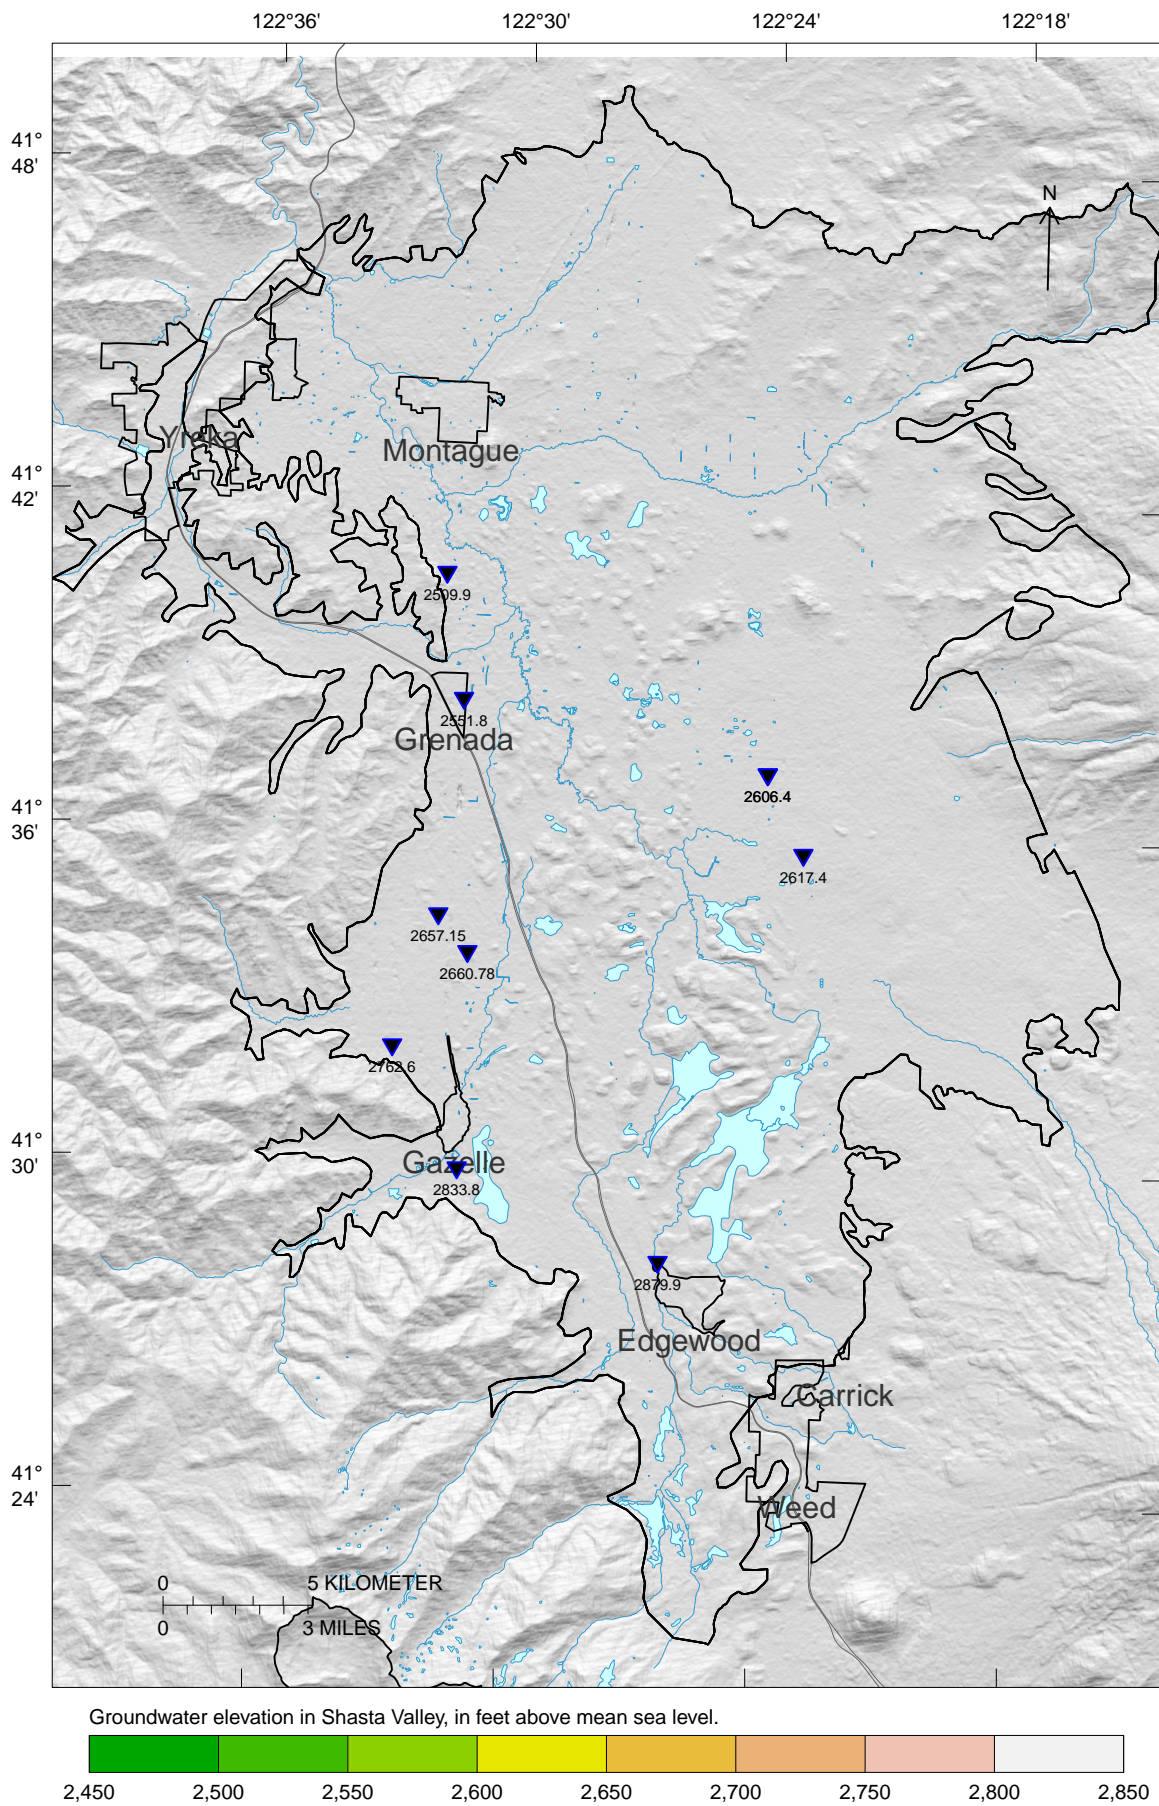 122°36' 122°30' 122°24' 122°18'
41°
48'
N
Yreka
Montague
41°
42'
2509.9
2551.8
Grenada
2606.4
41°
36'
2617.4
2657.15
2660.78
2762.6
41°
30'
Gazelle
2833.8
2879.9
Edgewood
Carrick
41°
24'
Weed
0 5 KILOMETER
0 3 MILES
Groundwater elevation in Shasta Valley, in feet above mean sea level.
2,450 2,500 2,550 2,600 2,650 2,700 2,750 2,800 2,850